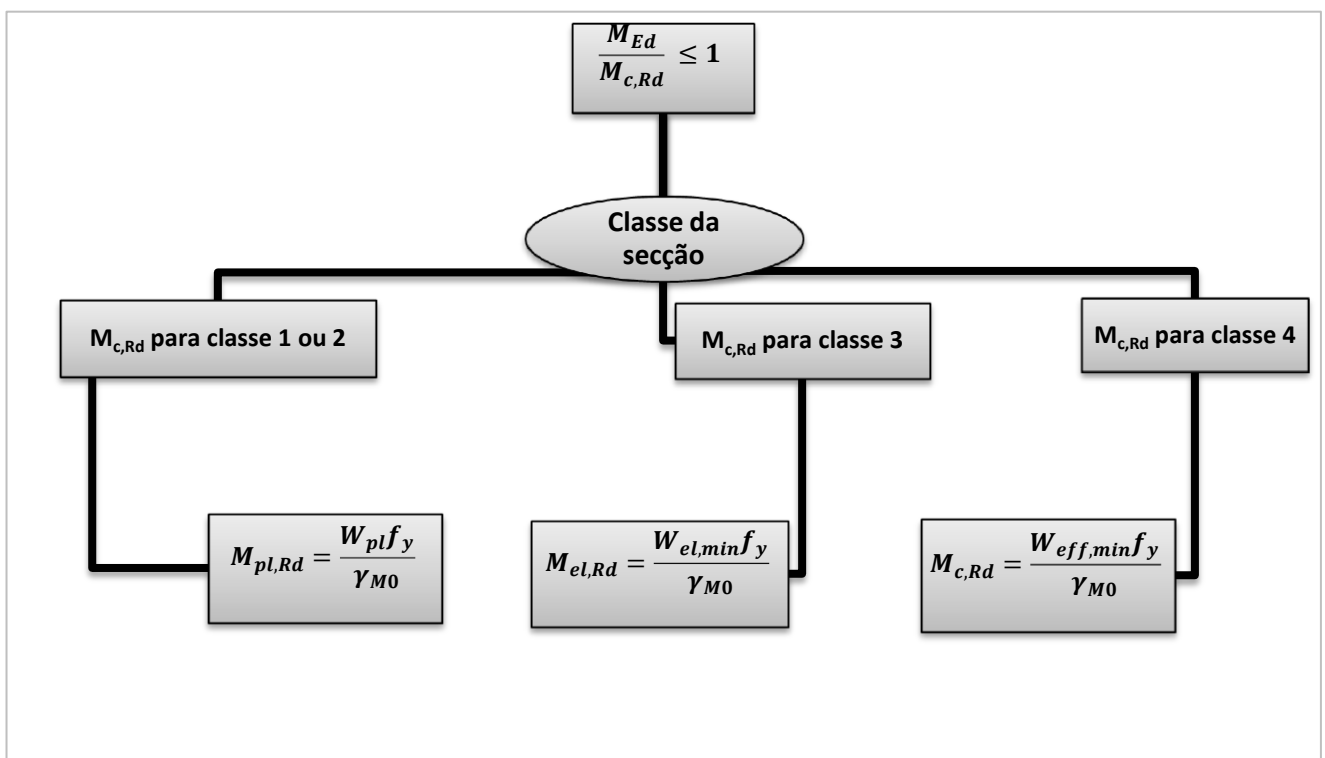 M_Ed / M_c,Rd ≤ 1
Classe da
secção
M_c,Rd para classe 1 ou 2
M_c,Rd para classe 3
M_c,Rd para classe 4
M_pl,Rd = W_pl f_y / γ_M0
M_el,Rd = W_el,min f_y / γ_M0
M_c,Rd = W_eff,min f_y / γ_M0